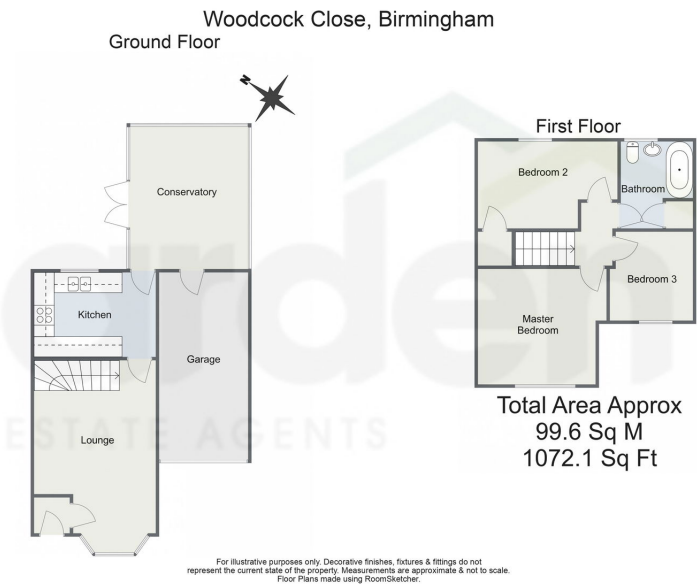 Woodcock Close, Birmingham
Ground Floor
N
Conservatory
Kitchen
Garage
Lounge
First Floor
Bedroom 2
Bathroom
Bedroom 3
Master
Bedroom
Total Area Approx
99.6 Sq M
1072.1 Sq Ft
arden
ESTATE AGENTS
For illustrative purposes only. Decorative finishes, fixtures & fittings do not
represent the current state of the property. Measurements are approximate & not to scale.
Floor Plans made using RoomSketcher.